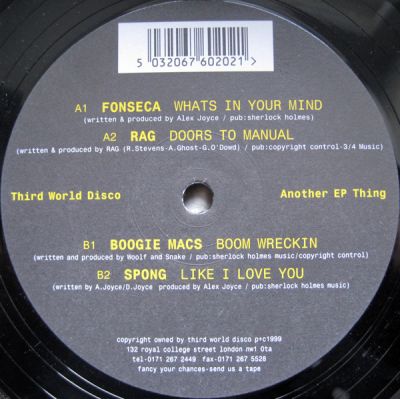 5 032067 602021 >
A1 FONSECA WHATS IN YOUR MIND
(written & produced by Alex Joyce / pub:sherlock holmes)
A2 RAG DOORS TO MANUAL
(written & produced by RAG (R.Stevens-A.Ghost-G.O'Dowd) / pub:copyright control-3/4 Music)
Third World Disco
Another EP Thing
B1 BOOGIE MACS BOOM WRECKIN
(written and produced by Woolf and Snake / pub:sherlock holmes music/copyright control)
B2 SPONG LIKE I LOVE YOU
(written by A.Joyce/D.Joyce produced by Alex Joyce / pub:sherlock holmes music)
copyright owned by third world disco p+c1999
132 royal college street london nw1 0ta
tel-0171 267 2449 fax-0171 267 5528
fancy your chances-send us a tape